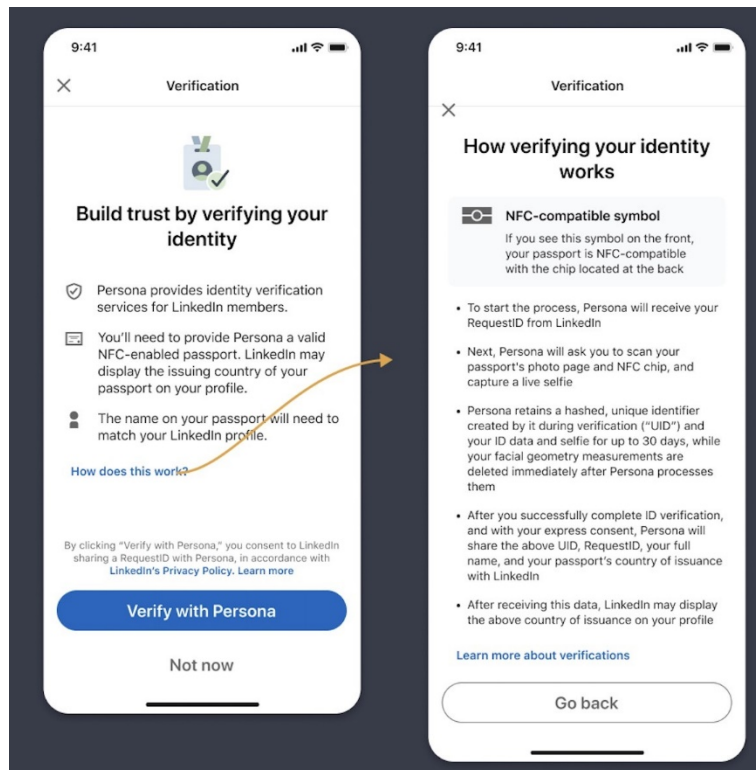 9:41
Verification
Build trust by verifying your
identity
Persona provides identity verification
services for LinkedIn members.
You'll need to provide Persona a valid
NFC-enabled passport. LinkedIn may
display the issuing country of your
passport on your profile.
The name on your passport will need to
match your LinkedIn profile.
How does this work?
By clicking "Verify with Persona," you consent to LinkedIn
sharing a RequestID with Persona, in accordance with
LinkedIn's Privacy Policy. Learn more
Verify with Persona
Not now
9:41
Verification
How verifying your identity
works
NFC-compatible symbol
If you see this symbol on the front,
your passport is NFC-compatible
with the chip located at the back
• To start the process, Persona will receive your
RequestID from LinkedIn
• Next, Persona will ask you to scan your
passport's photo page and NFC chip, and
capture a live selfie
• Persona retains a hashed, unique identifier
created by it during verification ("UID") and
your ID data and selfie for up to 30 days, while
your facial geometry measurements are
deleted immediately after Persona processes
them
• After you successfully complete ID verification,
and with your express consent, Persona will
share the above UID, RequestID, your full
name, and your passport's country of issuance
with LinkedIn
• After receiving this data, LinkedIn may display
the above country of issuance on your profile
Learn more about verifications
Go back